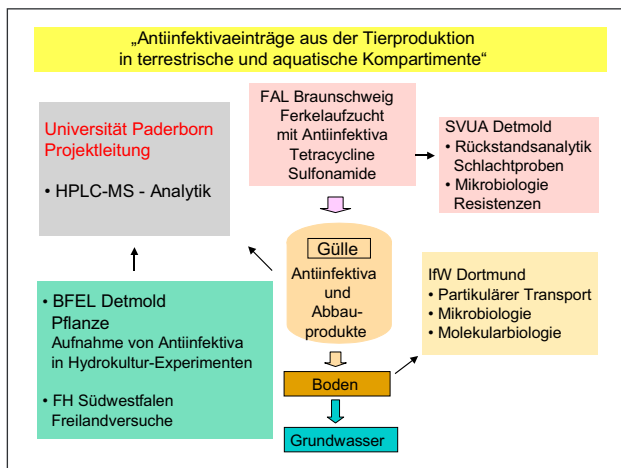 „Antiinfektivaeinträge aus der Tierproduktion
in terrestrische und aquatische Kompartimente“
Universität Paderborn
Projektleitung
• HPLC-MS - Analytik
FAL Braunschweig
Ferkelaufzucht
mit Antiinfektiva
Tetracycline
Sulfonamide
SVUA Detmold
• Rückstandsanalytik
Schlachtproben
• Mikrobiologie
Resistenzen
Gülle
Antiinfektiva
und
Abbau-
produkte
IfW Dortmund
• Partikulärer Transport
• Mikrobiologie
• Molekularbiologie
• BFEL Detmold
Pflanze
Aufnahme von Antiinfektiva
in Hydrokultur-Experimenten
• FH Südwestfalen
Freilandversuche
Boden
Grundwasser